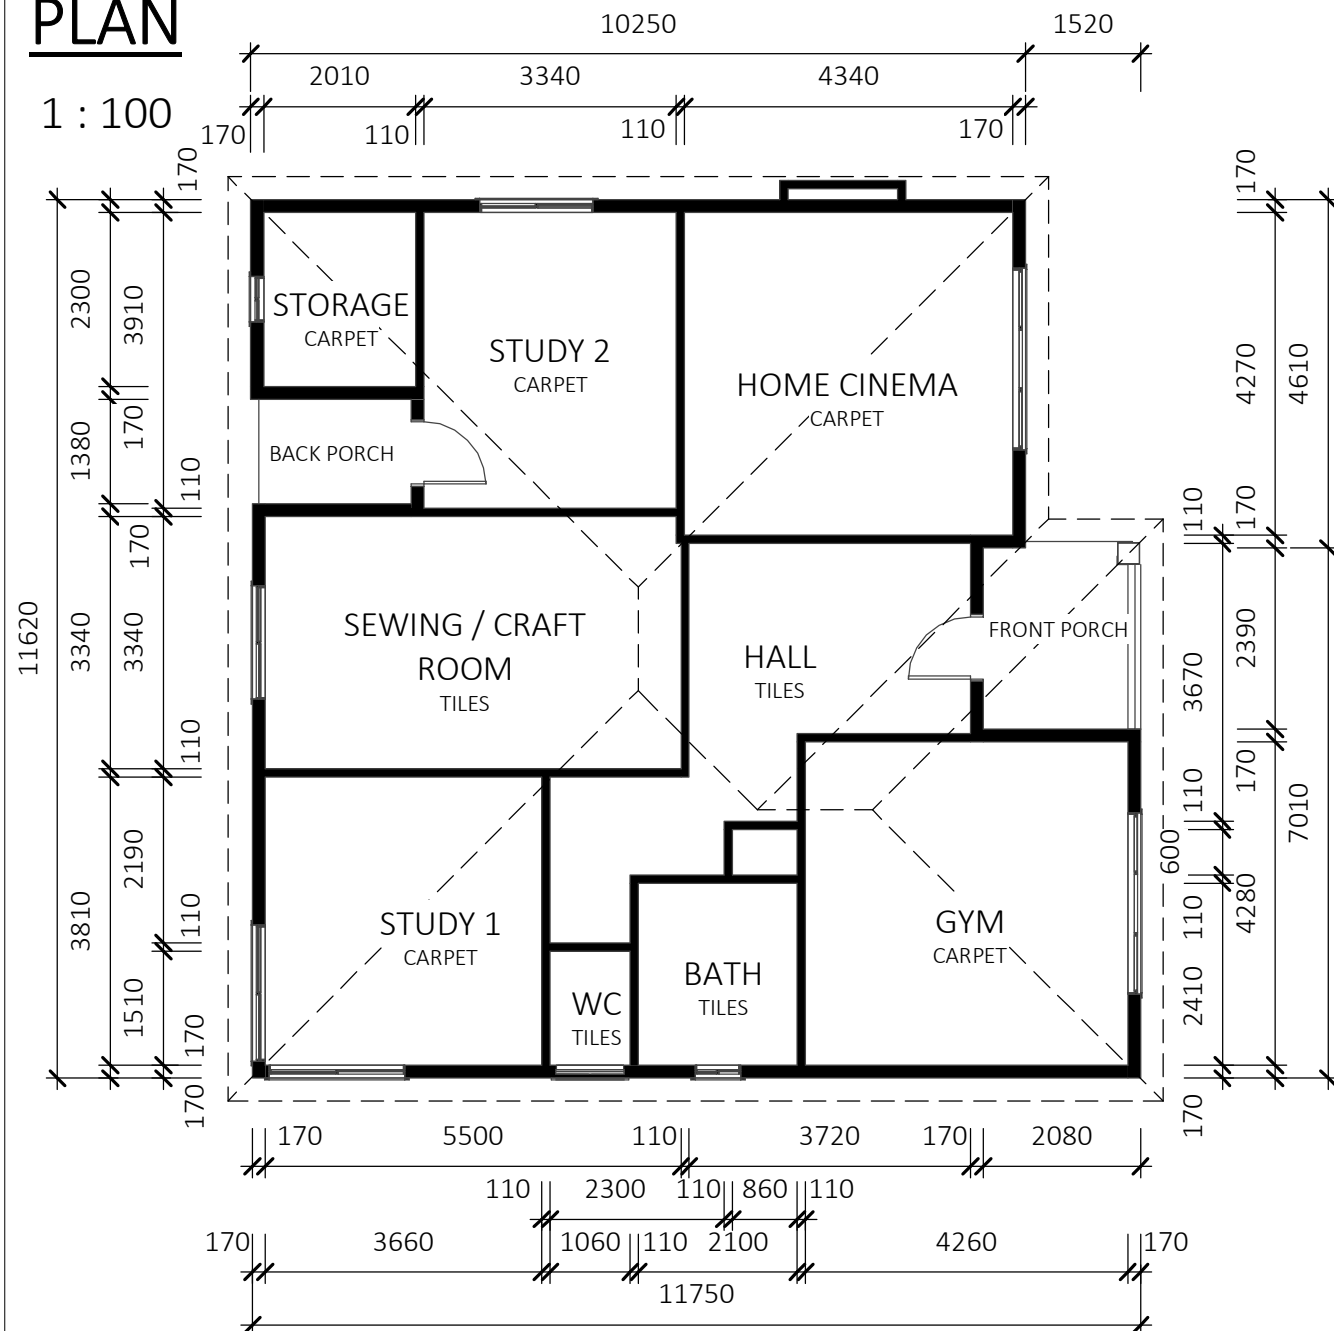 PLAN
1 : 100
10250
1520
2010
3340
4340
170
110
110
170
170
170
2300
3910
4270
4610
1380
170
110
170
110
170
11620
3340
3340
3670
2390
110
110
170
7010
600
3810
2190
110
110
4280
1510
170
2410
170
170
STORAGE
CARPET
STUDY 2
CARPET
HOME CINEMA
CARPET
BACK PORCH
SEWING / CRAFT
ROOM
TILES
HALL
TILES
FRONT PORCH
STUDY 1
CARPET
GYM
CARPET
WC
TILES
BATH
TILES
170
5500
110
3720
170
2080
110
2300
110
860
110
170
3660
1060
110
2100
4260
170
11750